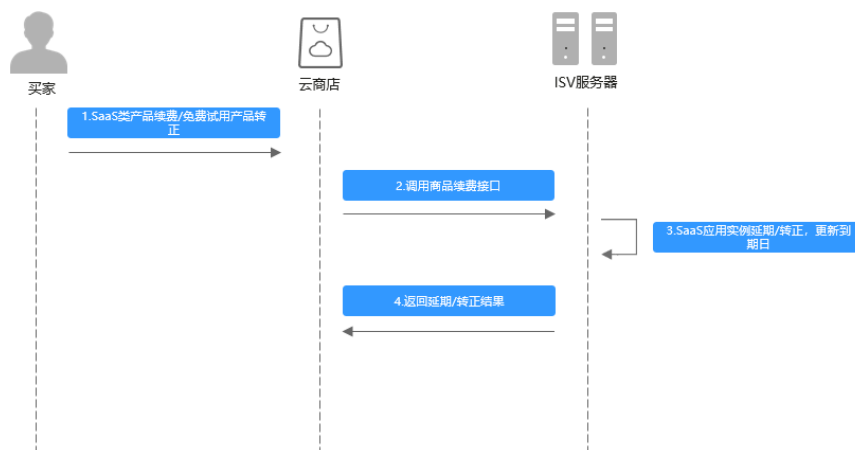 买家
云商店
ISV服务器
1.SaaS类产品续费/免费试用产品转
正
2.调用商品续费接口
3.SaaS应用实例延期/转正，更新到
期日
4.返回延期/转正结果